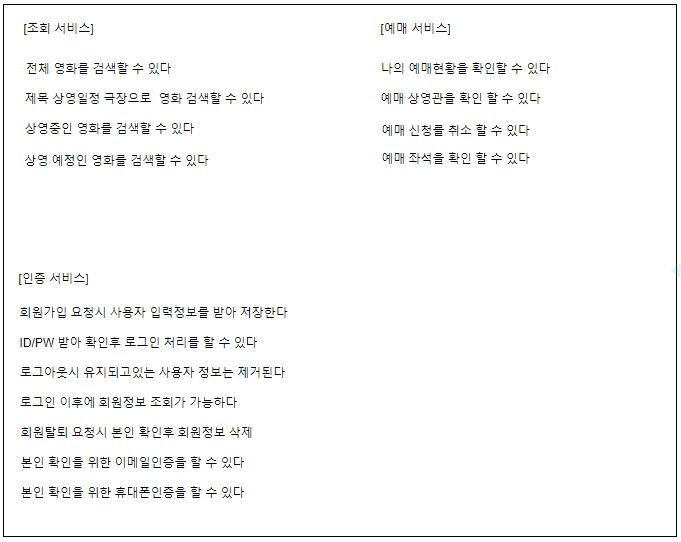 [조회 서비스]
전체 영화를 검색할 수 있다
제목 상영일정 극장으로  영화 검색할 수 있다
상영중인 영화를 검색할 수 있다
상영 예정인 영화를 검색할 수 있다
[예매 서비스]
나의 예매현황을 확인할 수 있다
예매 상영관을 확인 할 수 있다
예매 신청를 취소 할 수 있다
예매 좌석을 확인 할 수 있다
[인증 서비스]
회원가입 요청시 사용자 입력정보를 받아 저장한다
ID/PW 받아 확인후 로그인 처리를 할 수 있다
로그아웃시 유지되고있는 사용자 정보는 제거된다
로그인 이후에 회원정보 조회가 가능하다
회원탈퇴 요청시 본인 확인후 회원정보 삭제
본인 확인을 위한 이메일인증을 할 수 있다
본인 확인을 위한 휴대폰인증을 할 수 있다